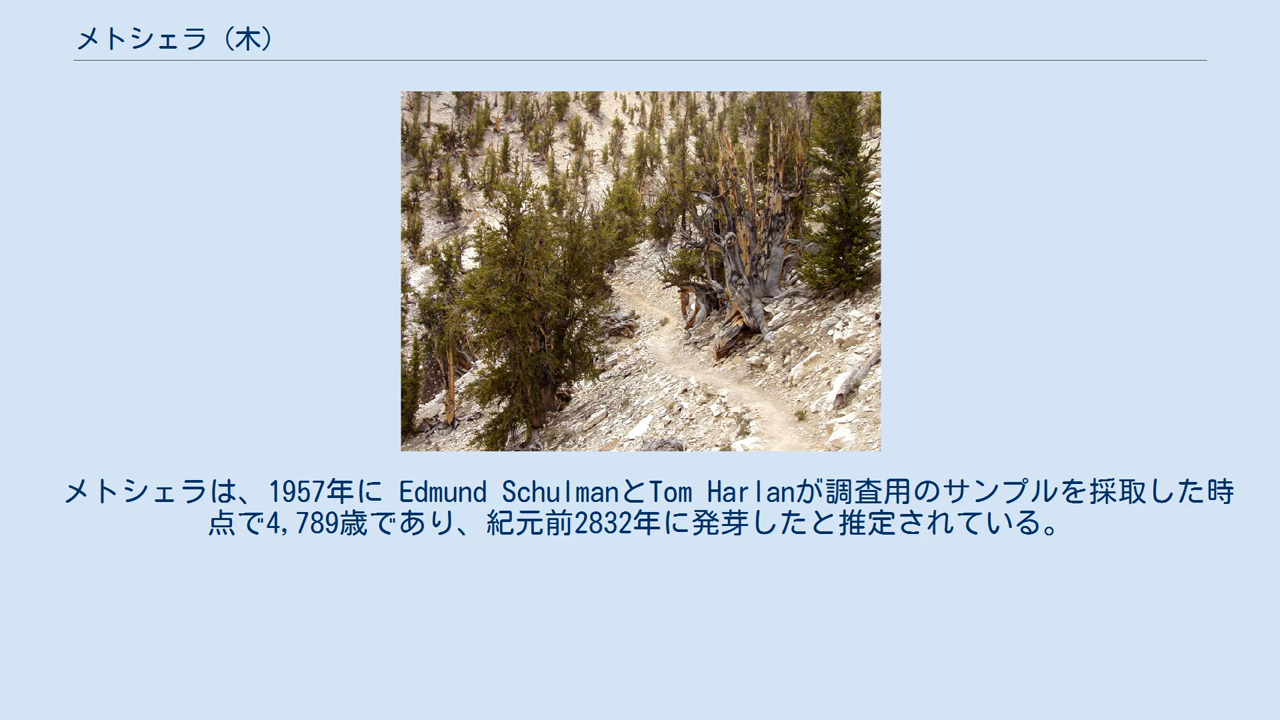 メトシェラ（木）
メトシェラは、1957年に Edmund SchulmanとTom Harlanが調査用のサンプルを採取した時
点で4,789歳であり、紀元前2832年に発芽したと推定されている。